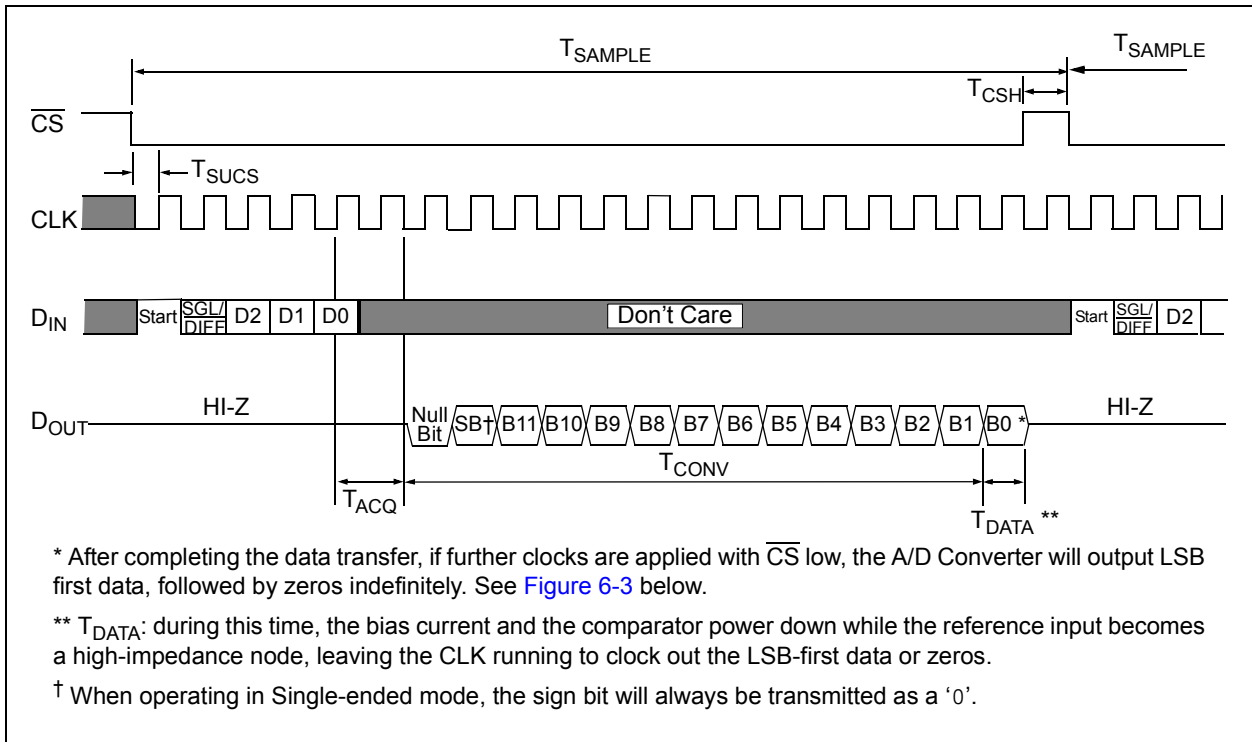 TSAMPLE
TSAMPLE
TCSH
CS
TSUCS
CLK
DIN
Start SGL/DIFF D2 D1 D0 Don't Care Start SGL/DIFF D2
DOUT
HI-Z Null Bit SB† B11 B10 B9 B8 B7 B6 B5 B4 B3 B2 B1 B0 * HI-Z
TCONV
TACQ
TDATA **
* After completing the data transfer, if further clocks are applied with CS low, the A/D Converter will output LSB
first data, followed by zeros indefinitely. See Figure 6-3 below.
** TDATA: during this time, the bias current and the comparator power down while the reference input becomes
a high-impedance node, leaving the CLK running to clock out the LSB-first data or zeros.
† When operating in Single-ended mode, the sign bit will always be transmitted as a ‘0’.